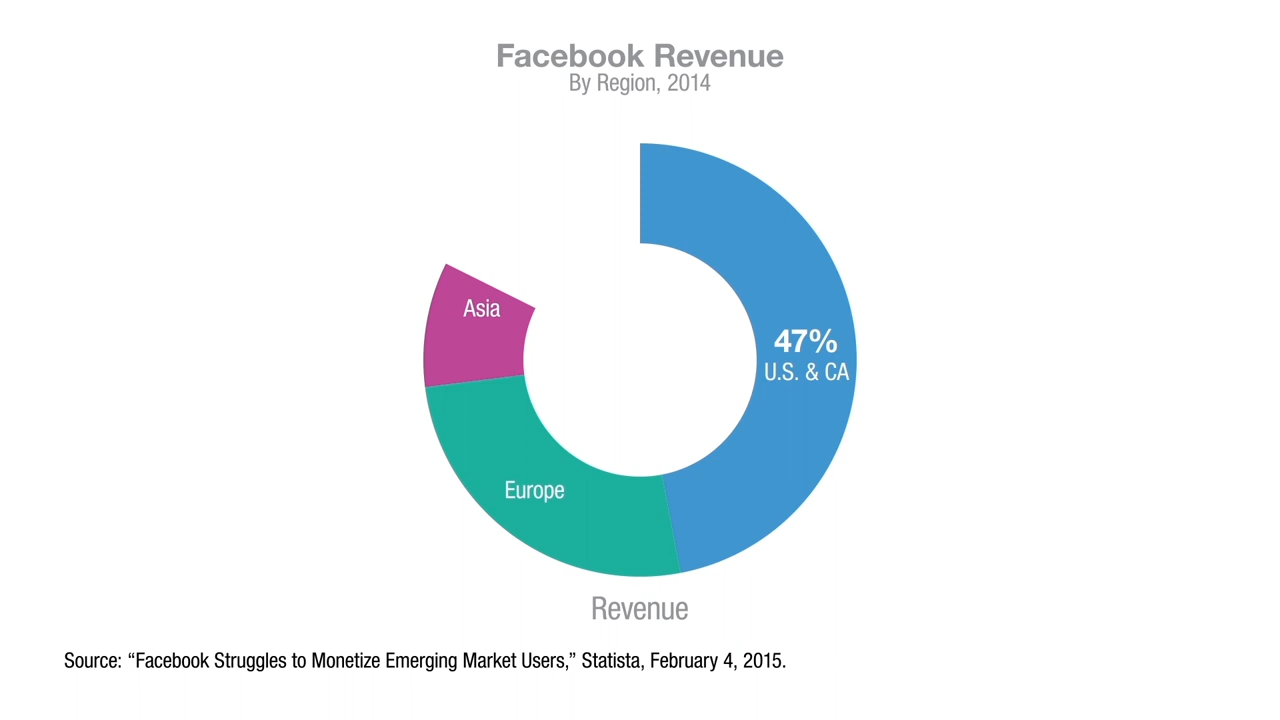 Facebook Revenue
By Region, 2014
Asia
47%
U.S. & CA
Europe
Revenue
Source: “Facebook Struggles to Monetize Emerging Market Users,” Statista, February 4, 2015.